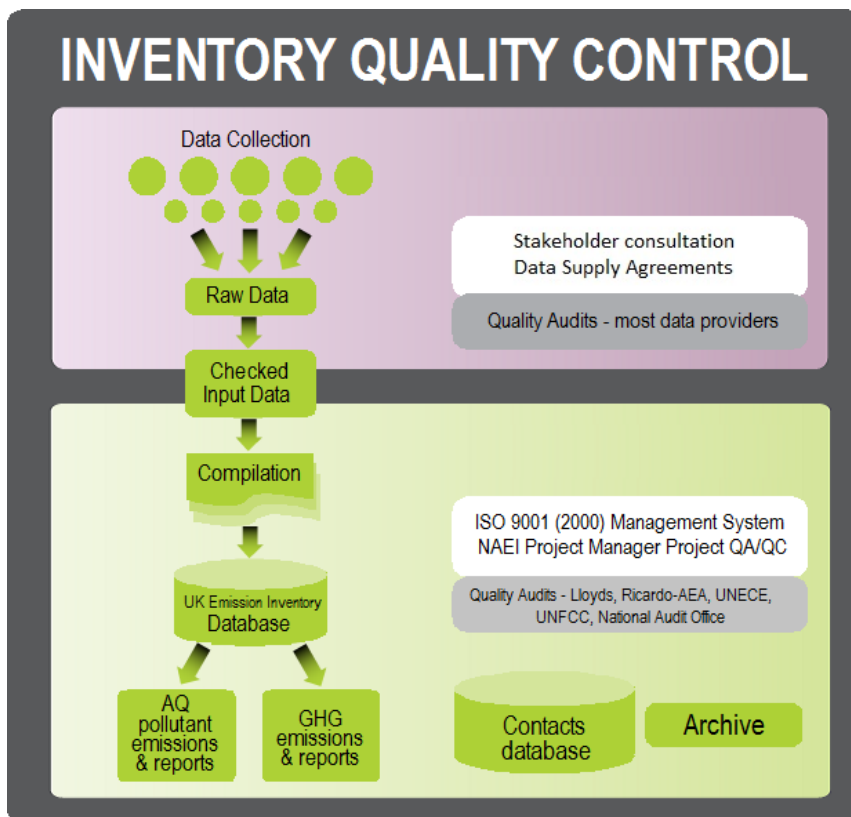 INVENTORY QUALITY CONTROL
Data Collection
Raw Data
Checked
Input Data
Stakeholder consultation
Data Supply Agreements
Quality Audits - most data providers
Compilation
UK Emission Inventory
Database
AQ
pollutant
emissions
& reports
GHG
emissions
& reports
ISO 9001 (2000) Management System
NAEI Project Manager Project QA/QC
Quality Audits - Lloyds, Ricardo-AEA, UNECE,
UNFCC, National Audit Office
Contacts
database
Archive